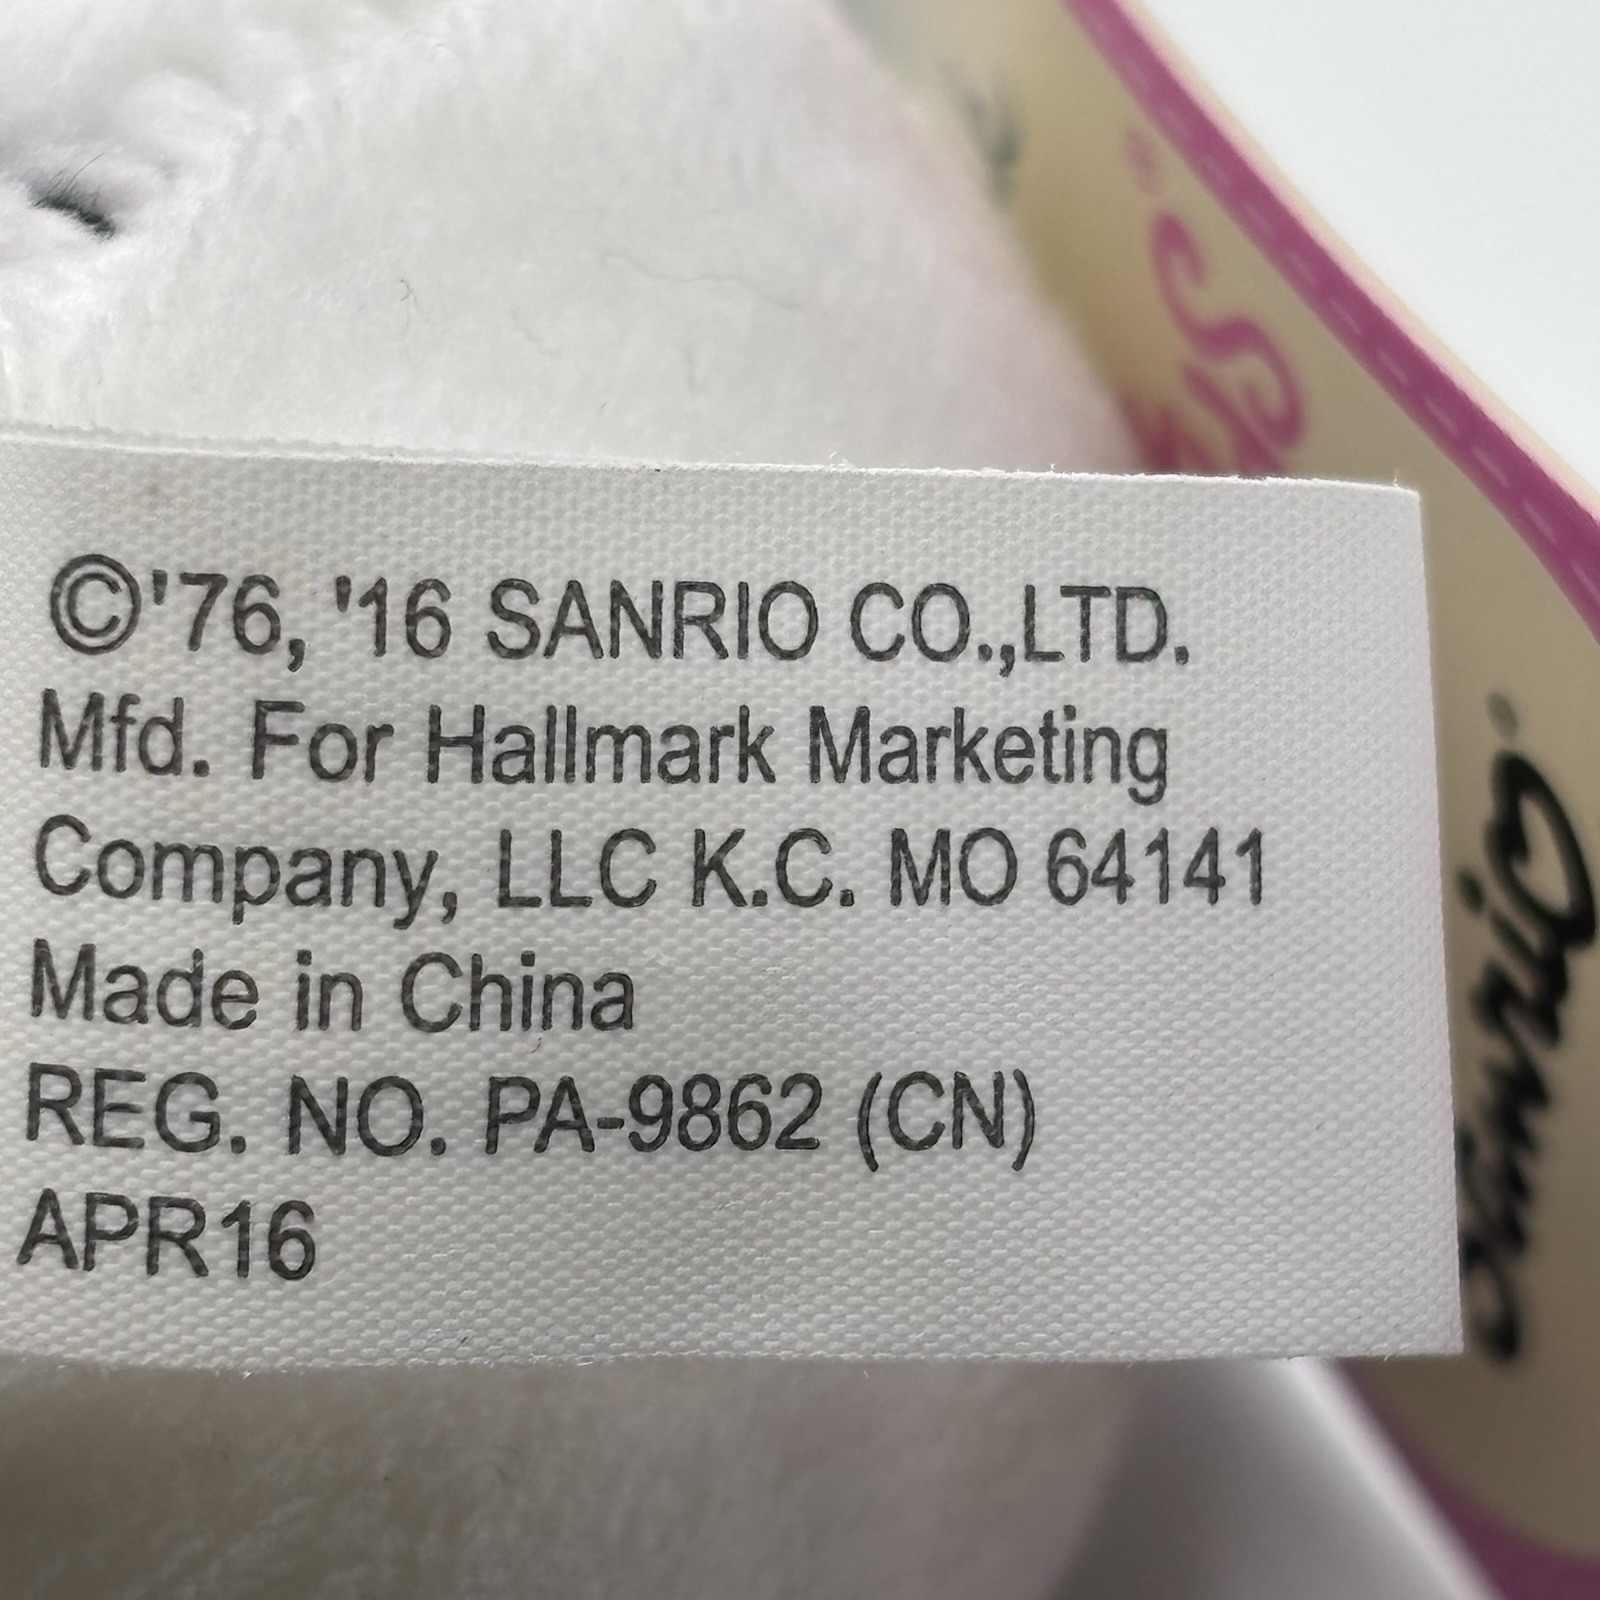 ©'76, '16 SANRIO CO.,LTD.
Mfd. For Hallmark Marketing
Company, LLC K.C. MO 64141
Made in China
REG. NO. PA-9862 (CN)
APR16
Sanrio